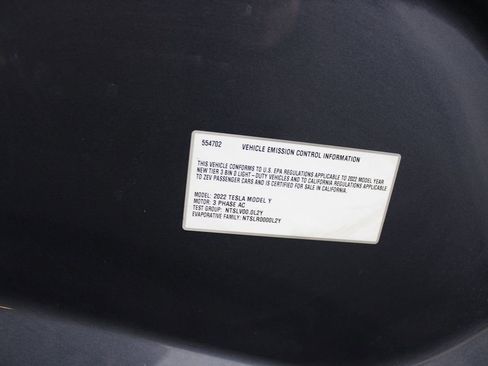 554702 VEHICLE EMISSION CONTROL INFORMATION
THIS VEHICLE CONFORMS TO U.S. EPA REGULATIONS APPLICABLE TO 2022 MODEL YEAR
NEW TIER 3 BIN 0 LIGHT-DUTY VEHICLES AND TO CALIFORNIA REGULATIONS APPLICABLE
TO ZEV PASSENGER CARS AND IS CERTIFIED FOR SALE IN CALIFORNIA.
MODEL: 2022 TESLA MODEL Y
MOTOR: 3 PHASE AC
TEST GROUP: NTSLV00.0L2Y
EVAPORATIVE FAMILY: NTSLR0000L2Y